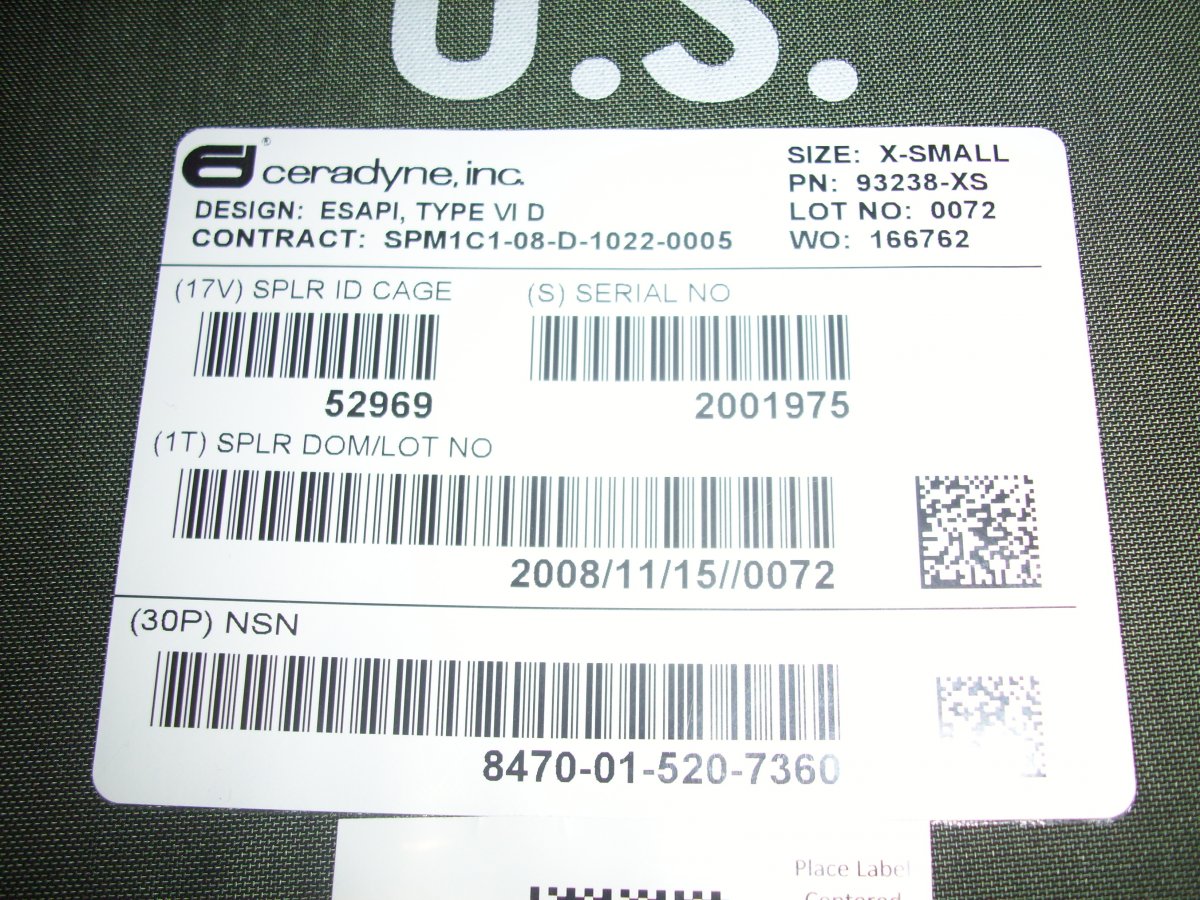 U.S.
ceradyne, inc.
SIZE: X-SMALL
PN: 93238-XS
DESIGN: ESAPI, TYPE VI D
LOT NO: 0072
CONTRACT: SPM1C1-08-D-1022-0005
WO: 166762
(17V) SPLR ID CAGE
(S) SERIAL NO
52969
2001975
(1T) SPLR DOM/LOT NO
2008/11/15//0072
(30P) NSN
8470-01-520-7360
Place Label
Centered